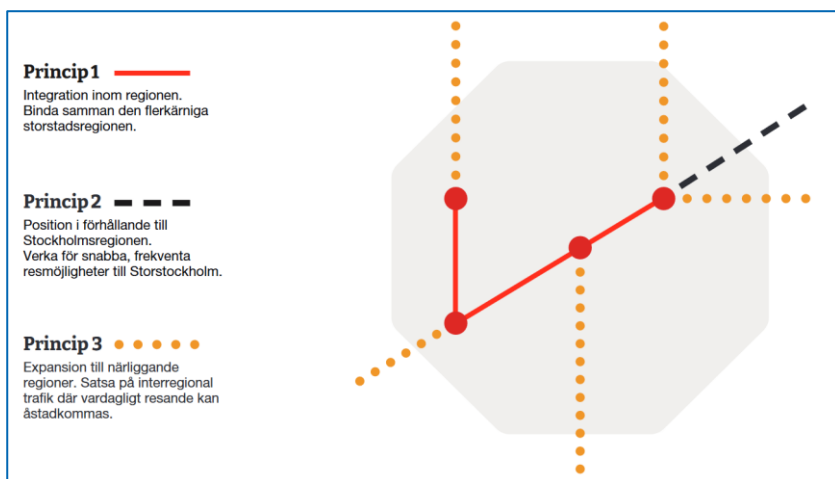 Princip 1
Integration inom regionen.
Binda samman den flerkärniga
storstadsregionen.
Princip 2
Position i förhållande till
Stockholmsregionen.
Verka för snabba, frekventa
resmöjligheter till Storstockholm.
Princip 3
Expansion till närliggande
regioner. Satsa på interregional
trafik där vardagligt resande kan
åstadkommas.